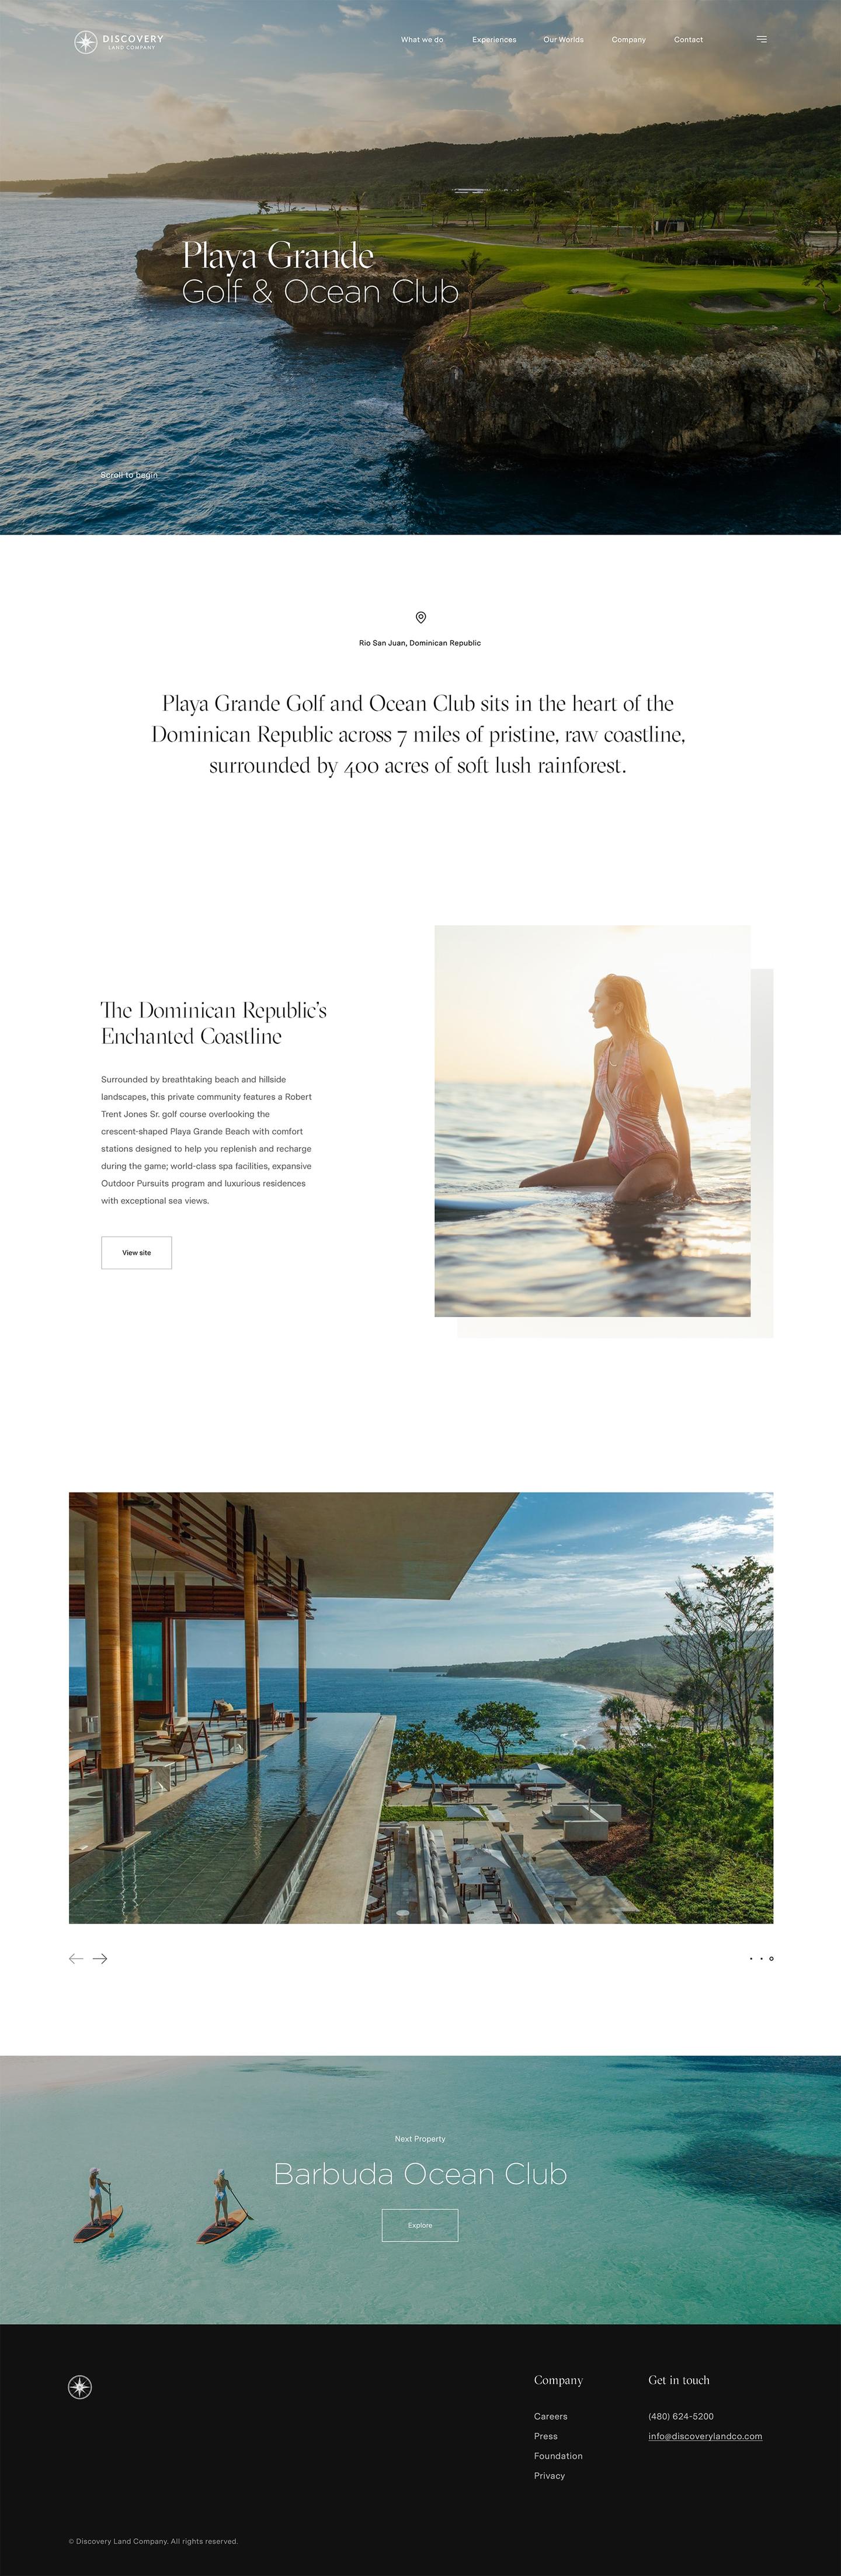 DISCOVERY
LAND COMPANY
What we do
Experiences
Our Worlds
Company
Contact
Playa Grande
Golf & Ocean Club
Scroll to begin
Rio San Juan, Dominican Republic
Playa Grande Golf and Ocean Club sits in the heart of the
Dominican Republic across 7 miles of pristine, raw coastline,
surrounded by 400 acres of soft lush rainforest.
The Dominican Republic's
Enchanted Coastline
Surrounded by breathtaking beach and hillside
landscapes, this private community features a Robert
Trent Jones Sr. golf course overlooking the
crescent-shaped Playa Grande Beach with comfort
stations designed to help you replenish and recharge
during the game; world-class spa facilities, expansive
Outdoor Pursuits program and luxurious residences
with exceptional sea views.
View site
Next Property
Barbuda Ocean Club
Explore
Company
Careers
Press
Foundation
Privacy
Get in touch
(480) 624-5200
info@discoverylandco.com
© Discovery Land Company. All rights reserved.